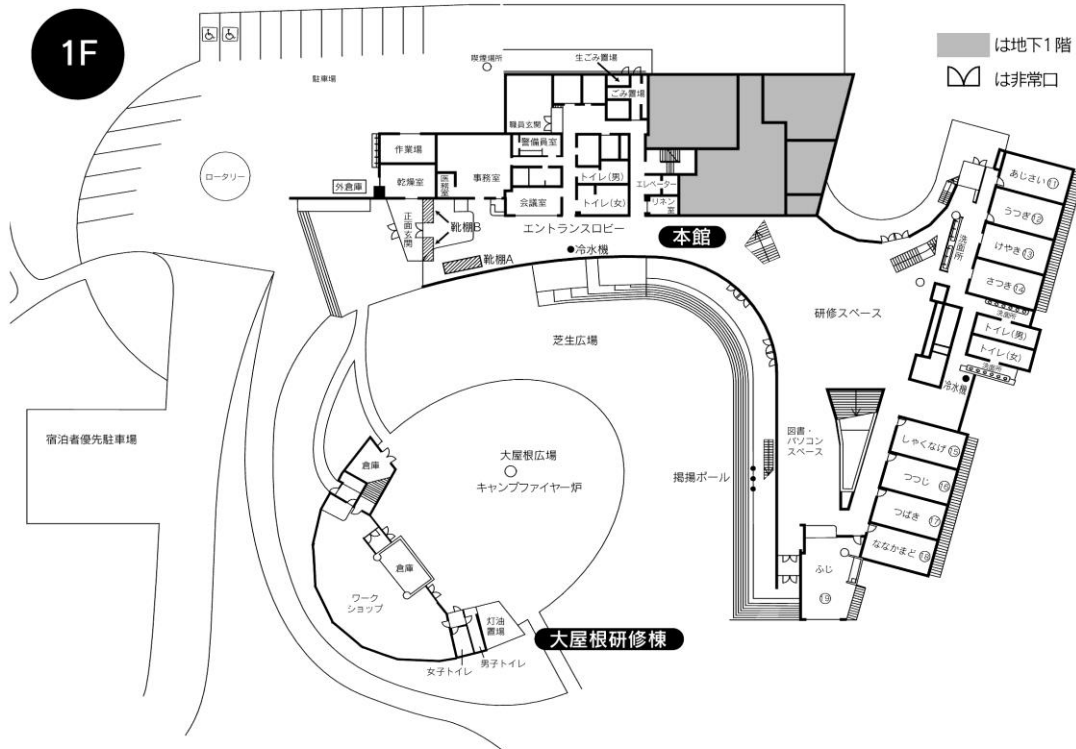 1F
は地下1階
は非常口
喫煙場所
生ごみ置場
ごみ置場
駐車場
職員玄関
警備員室
作業場
ロータリー
外倉庫
乾燥室
医務室
事務室
会議室
トイレ(男)
トイレ(女)
エレベーター
リネン室
正面玄関
靴棚B
エントランスロビー
本館
靴棚A
冷水機
あじさい⑪
うつぎ⑫
けやき⑬
さつき⑭
洗面所
洗面所
トイレ(男)
トイレ(女)
洗面所
冷水機
研修スペース
芝生広場
図書・
パソコン
スペース
しゃくなげ⑮
つつじ⑯
つばき⑰
ななかまど⑱
ふじ
⑲
掲揚ポール
宿泊者優先駐車場
大屋根広場
キャンプファイヤー炉
倉庫
倉庫
ワーク
ショップ
灯油
置場
大屋根研修棟
女子トイレ
男子トイレ